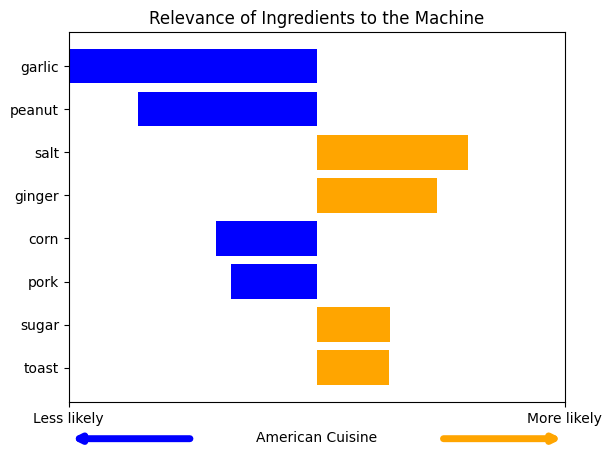 Relevance of Ingredients to the Machine
garlic
peanut
salt
ginger
corn
pork
sugar
toast
Less likely
More likely
American Cuisine